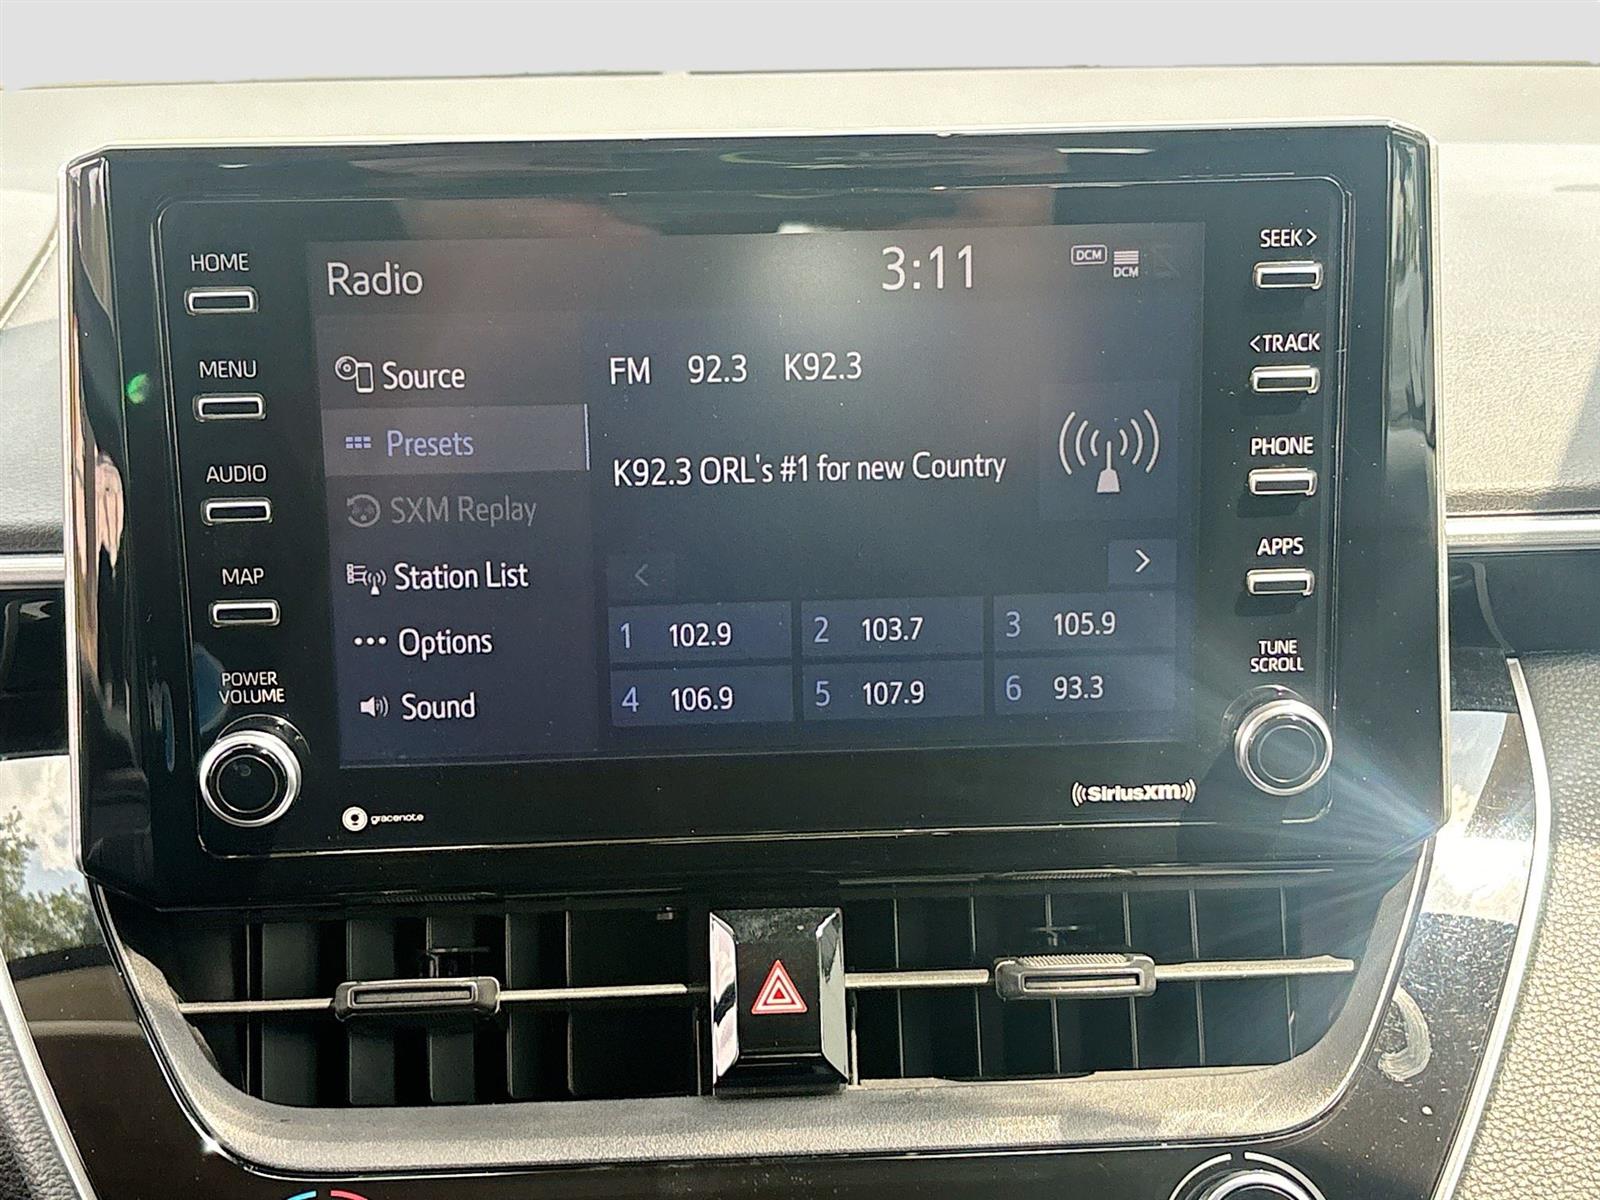 HOME
MENU
AUDIO
MAP
POWER
VOLUME
Radio
3:11
DCM
DCM
Source
Presets
SXM Replay
Station List
Options
Sound
FM 92.3 K92.3
K92.3 ORL's #1 for new Country
< >
1 102.9 2 103.7 3 105.9
4 106.9 5 107.9 6 93.3
SEEK>
<TRACK
PHONE
APPS
TUNE
SCROLL
gracenote
((SiriusXM))